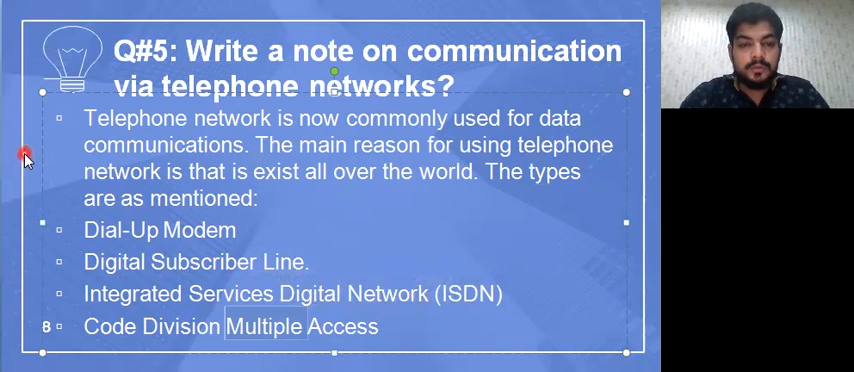 Q#5: Write a note on communication
via telephone networks?
Telephone network is now commonly used for data
communications. The main reason for using telephone
network is that is exist all over the world. The types
are as mentioned:
Dial-Up Modem
Digital Subscriber Line.
Integrated Services Digital Network (ISDN)
8
Code Division Multiple Access